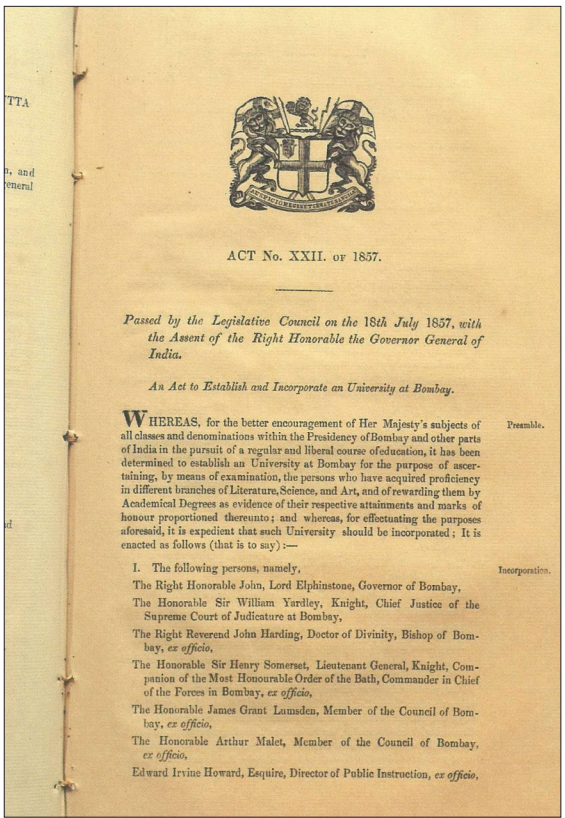 TTA
n, and
general
AUSPICIO REGIS ET SENATUS ANGLIÆ
ACT No. XXII. OF 1857.
Passed by the Legislative Council on the 18th July 1857, with
the Assent of the Right Honorable the Governor General of
India.
An Act to Establish and Incorporate an University at Bombay.
WHEREAS, for the better encouragement of Her Majesty's subjects of
Preamble.
all classes and denominations within the Presidency of Bombay and other parts
of India in the pursuit of a regular and liberal course of education, it has been
determined to establish an University at Bombay for the purpose of ascer-
taining, by means of examination, the persons who have acquired proficiency
in different branches of Literature, Science, and Art, and of rewarding them by
Academical Degrees as evidence of their respective attainments and marks of
honour proportioned thereunto; and whereas, for effectuating the purposes
aforesaid, it is expedient that such University should be incorporated; It is
enacted as follows (that is to say) :—
I. The following persons, namely,
Incorporation.
The Right Honorable John, Lord Elphinstone, Governor of Bombay,
The Honorable Sir William Yardley, Knight, Chief Justice of the
Supreme Court of Judicature at Bombay,
The Right Reverend John Harding, Doctor of Divinity, Bishop of Bom-
bay, ex officio,
The Honorable Sir Henry Somerset, Lieutenant General, Knight, Com-
panion of the Most Honourable Order of the Bath, Commander in Chief
of the Forces in Bombay, ex officio,
The Honorable James Grant Lumsden, Member of the Council of Bom-
bay, ex officio,
The Honorable Arthur Malet, Member of the Council of Bombay,
ex officio,
Edward Irvine Howard, Esquire, Director of Public Instruction, ex officio,